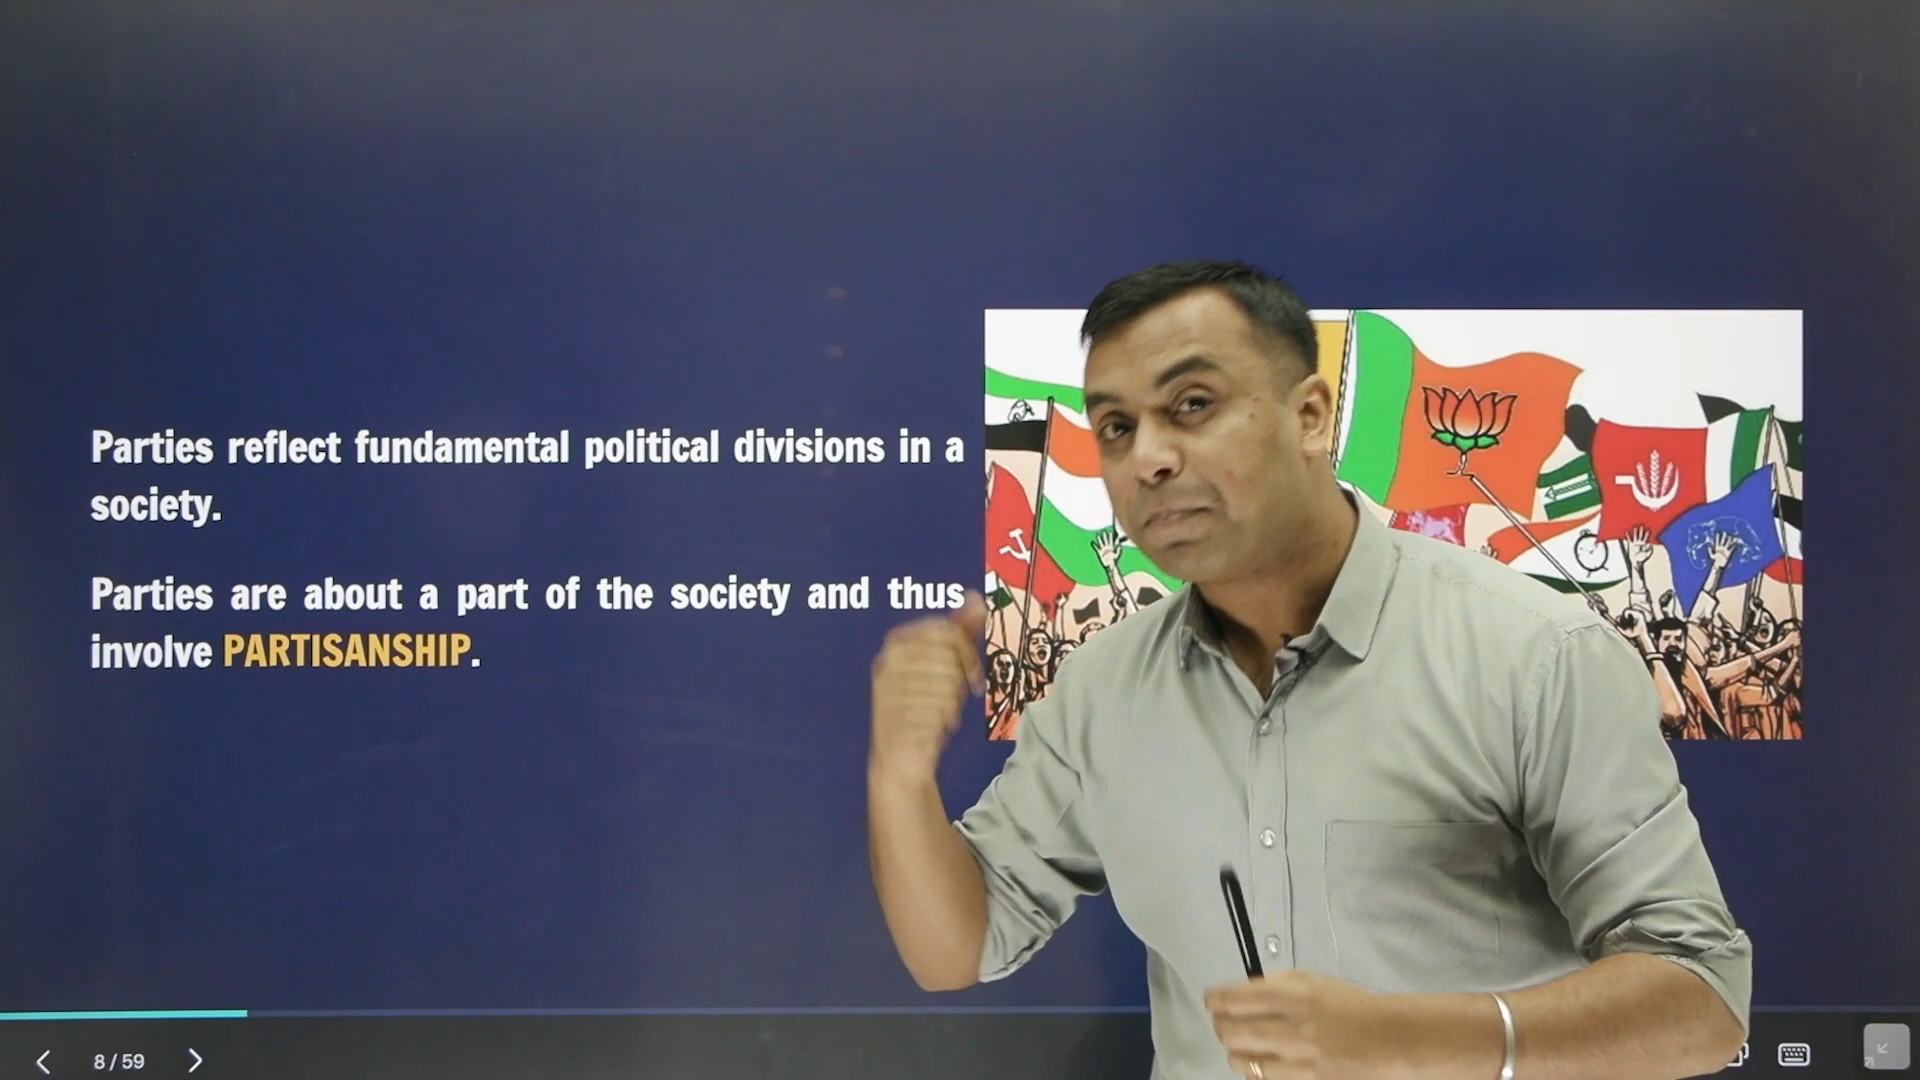 Parties reflect fundamental political divisions in a
society.
Parties are about a part of the society and thus
involve PARTISANSHIP.
8 / 59